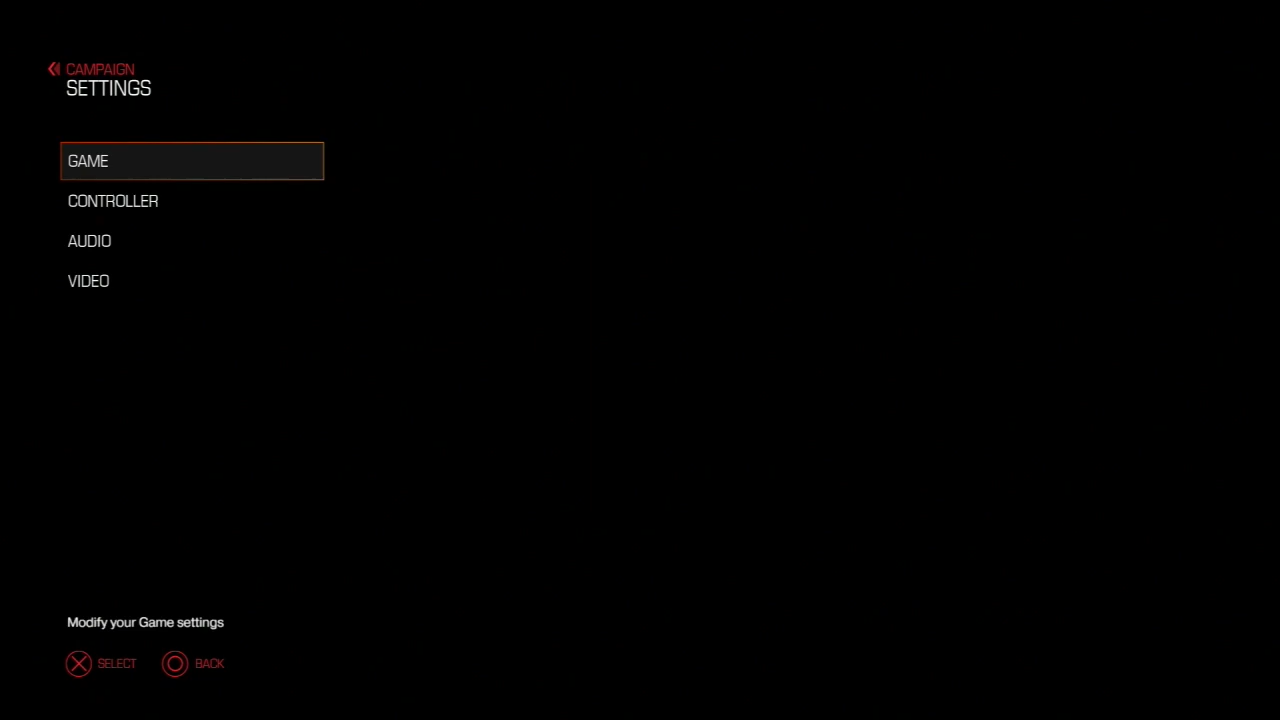 CAMPAIGN
SETTINGS
GAME
CONTROLLER
AUDIO
VIDEO
Modify your Game settings
SELECT BACK